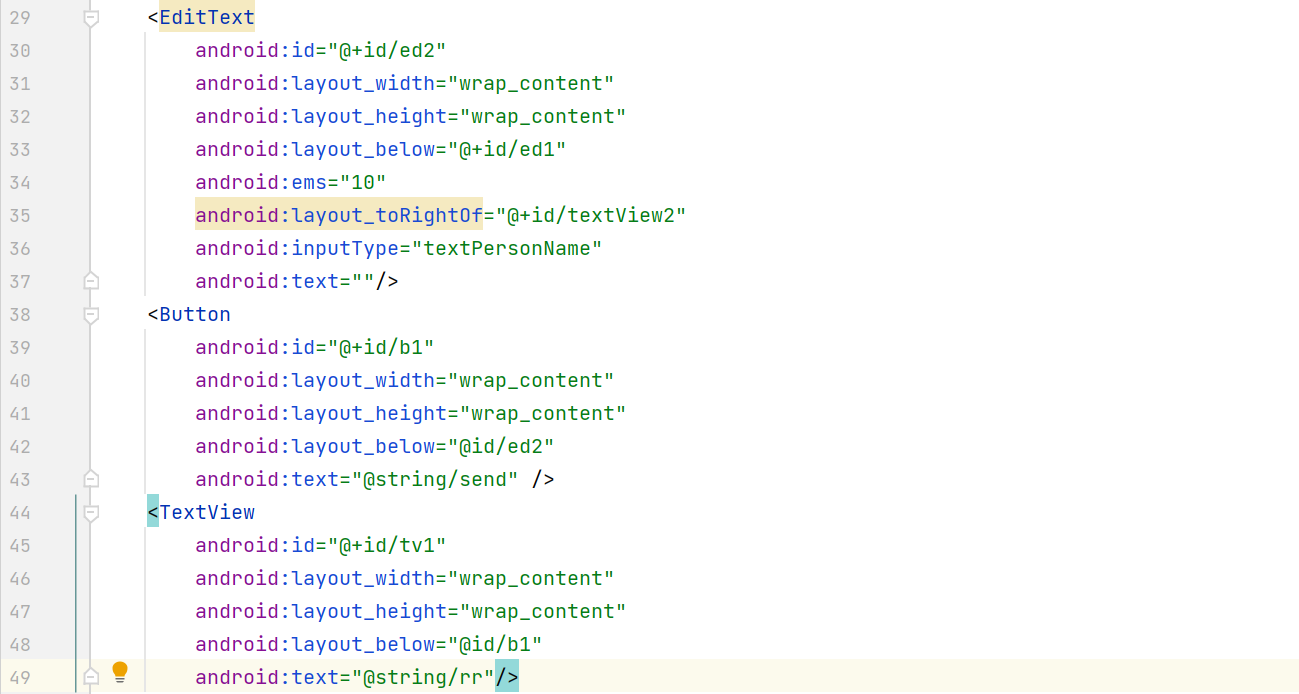 29 <EditText
30 android:id="@+id/ed2"
31 android:layout_width="wrap_content"
32 android:layout_height="wrap_content"
33 android:layout_below="@+id/ed1"
34 android:ems="10"
35 android:layout_toRightOf="@+id/textView2"
36 android:inputType="textPersonName"
37 android:text=""/>
38 <Button
39 android:id="@+id/b1"
40 android:layout_width="wrap_content"
41 android:layout_height="wrap_content"
42 android:layout_below="@id/ed2"
43 android:text="@string/send" />
44 <TextView
45 android:id="@+id/tv1"
46 android:layout_width="wrap_content"
47 android:layout_height="wrap_content"
48 android:layout_below="@id/b1"
49 android:text="@string/rr"/>